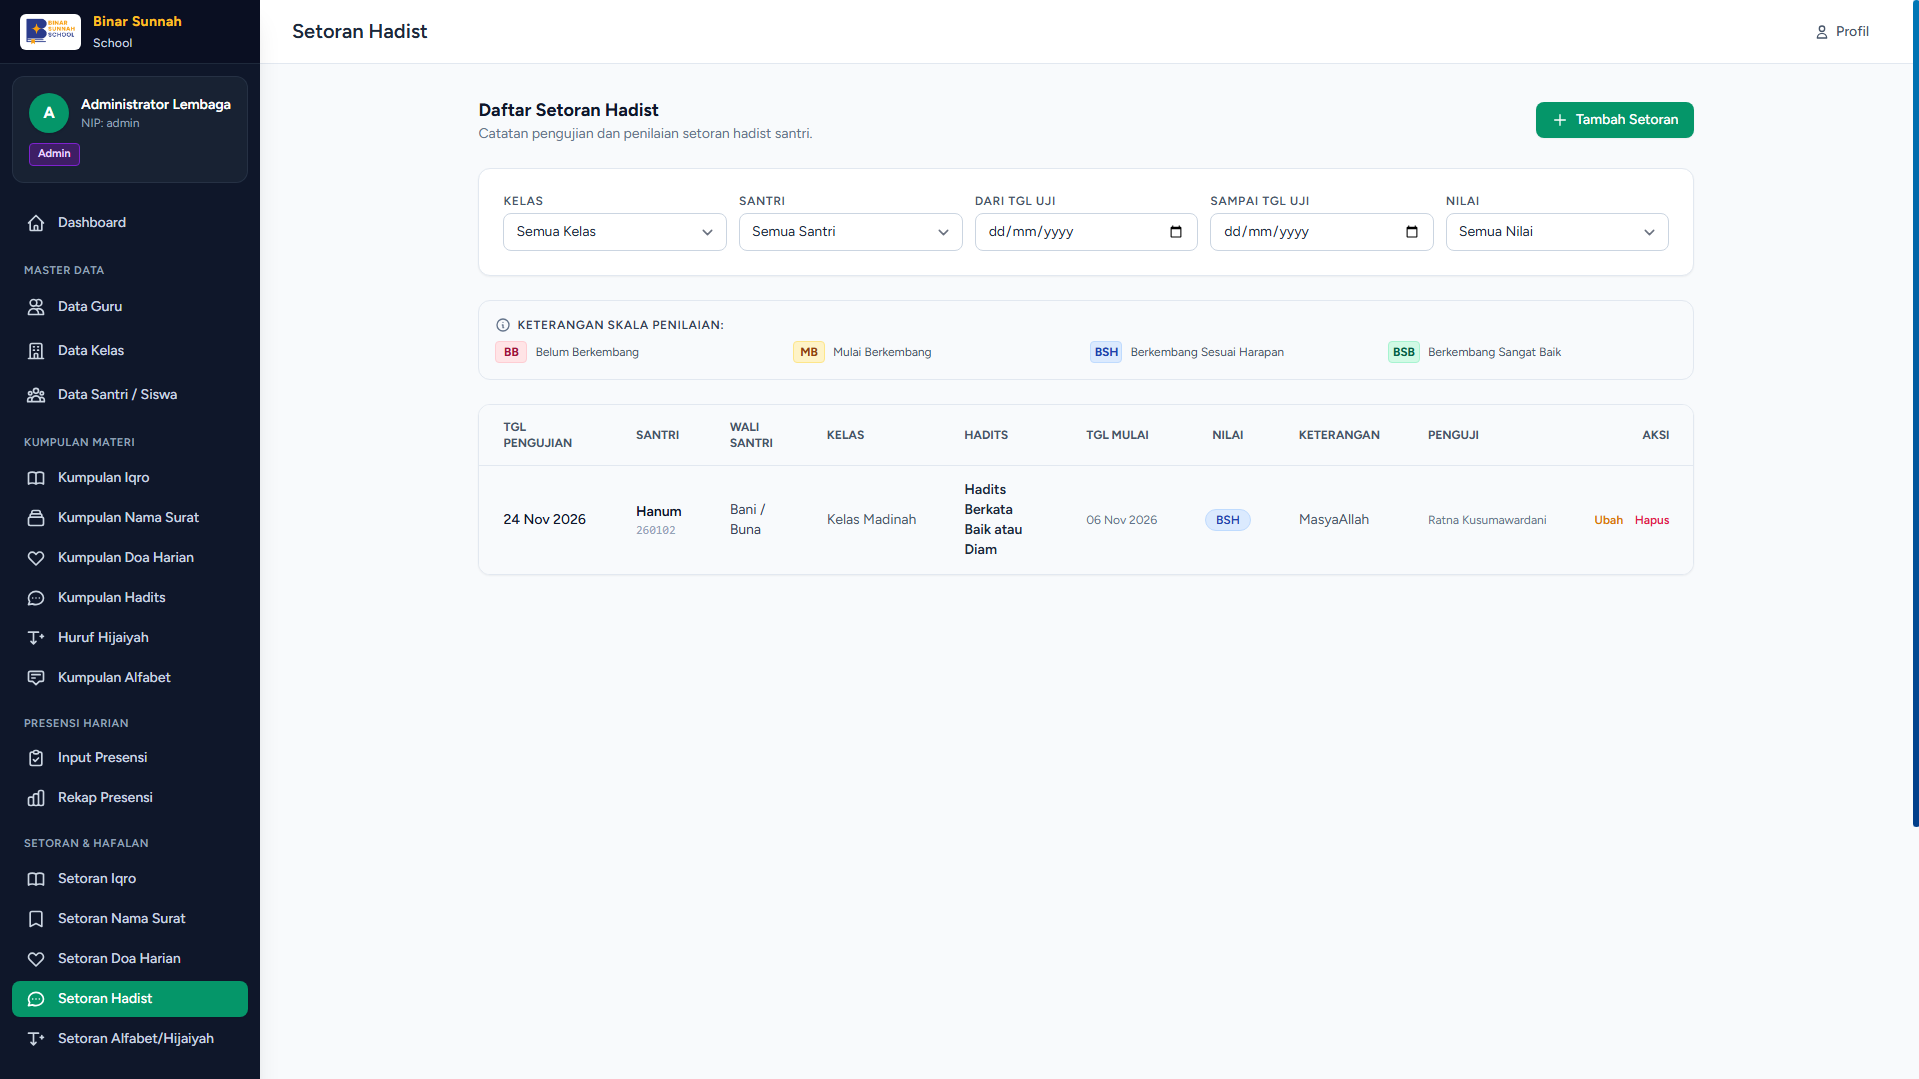 BINAR
SUNNAH
SCHOOL
Binar Sunnah
School
A
Administrator Lembaga
NIP: admin
Admin
Dashboard
MASTER DATA
Data Guru
Data Kelas
Data Santri / Siswa
KUMPULAN MATERI
Kumpulan Iqro
Kumpulan Nama Surat
Kumpulan Doa Harian
Kumpulan Hadits
Huruf Hijaiyah
Kumpulan Alfabet
PRESENSI HARIAN
Input Presensi
Rekap Presensi
SETORAN & HAFALAN
Setoran Iqro
Setoran Nama Surat
Setoran Doa Harian
Setoran Hadist
Setoran Alfabet/Hijaiyah
Setoran Hadist
Profil
Daftar Setoran Hadist
Catatan pengujian dan penilaian setoran hadist santri.
Tambah Setoran
KELAS SANTRI DARI TGL UJI SAMPAI TGL UJI NILAI
Semua Kelas Semua Santri dd/mm/yyyy dd/mm/yyyy Semua Nilai
KETERANGAN SKALA PENILAIAN:
BB Belum Berkembang MB Mulai Berkembang BSH Berkembang Sesuai Harapan BSB Berkembang Sangat Baik
TGL PENGUJIAN SANTRI WALI SANTRI KELAS HADITS TGL MULAI NILAI KETERANGAN PENGUJI AKSI
24 Nov 2026
Hanum
260102
Bani /
Buna
Kelas Madinah
Hadits
Berkata
Baik atau
Diam
06 Nov 2026
BSH
MasyaAllah
Ratna Kusumawardani
Ubah Hapus